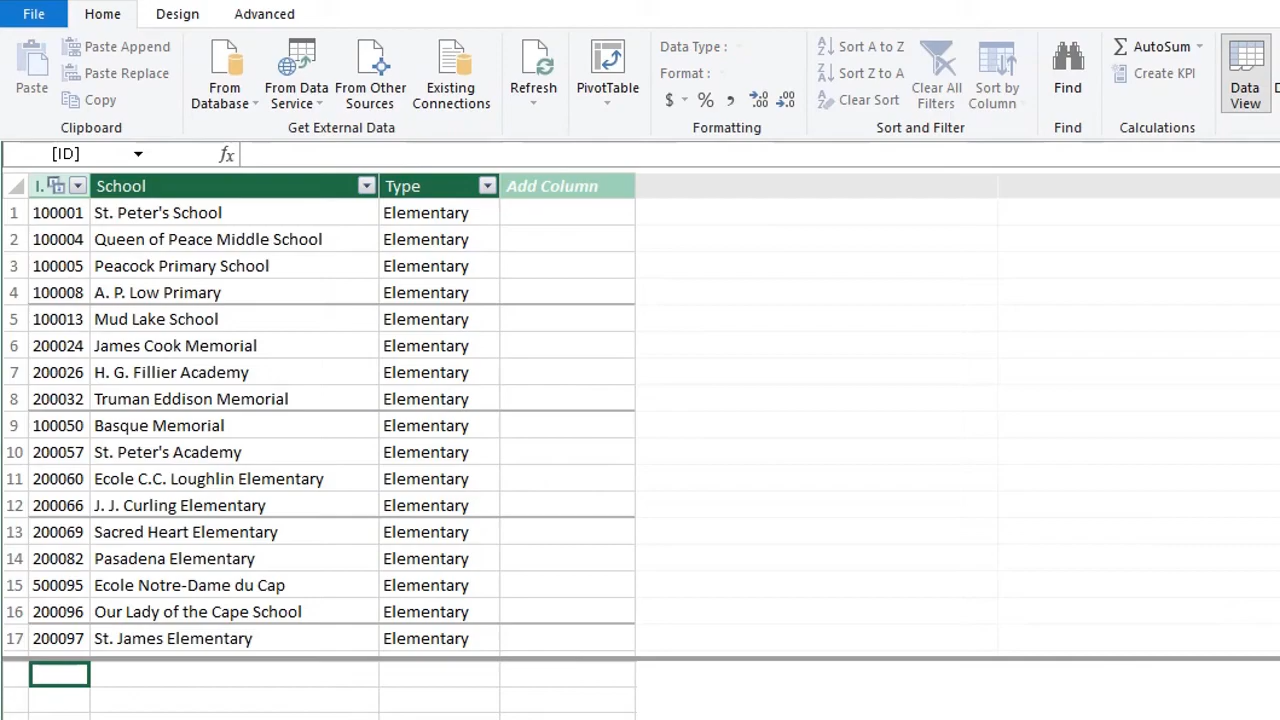 File Home Design Advanced
Paste Append
Paste Replace
Copy
Paste
From Database
From Data Service
From Other Sources
Existing Connections
Refresh
PivotTable
Data Type :
Format :
$ % ,
Sort A to Z
Sort Z to A
Clear Sort
Clear All Filters
Sort by Column
Find
AutoSum
Create KPI
Data View
Clipboard Get External Data Formatting Sort and Filter Find Calculations
[ID] fx
I. School Type Add Column
1 100001 St. Peter's School Elementary
2 100004 Queen of Peace Middle School Elementary
3 100005 Peacock Primary School Elementary
4 100008 A. P. Low Primary Elementary
5 100013 Mud Lake School Elementary
6 200024 James Cook Memorial Elementary
7 200026 H. G. Fillier Academy Elementary
8 200032 Truman Eddison Memorial Elementary
9 100050 Basque Memorial Elementary
10 200057 St. Peter's Academy Elementary
11 200060 Ecole C.C. Loughlin Elementary Elementary
12 200066 J. J. Curling Elementary Elementary
13 200069 Sacred Heart Elementary Elementary
14 200082 Pasadena Elementary Elementary
15 500095 Ecole Notre-Dame du Cap Elementary
16 200096 Our Lady of the Cape School Elementary
17 200097 St. James Elementary Elementary